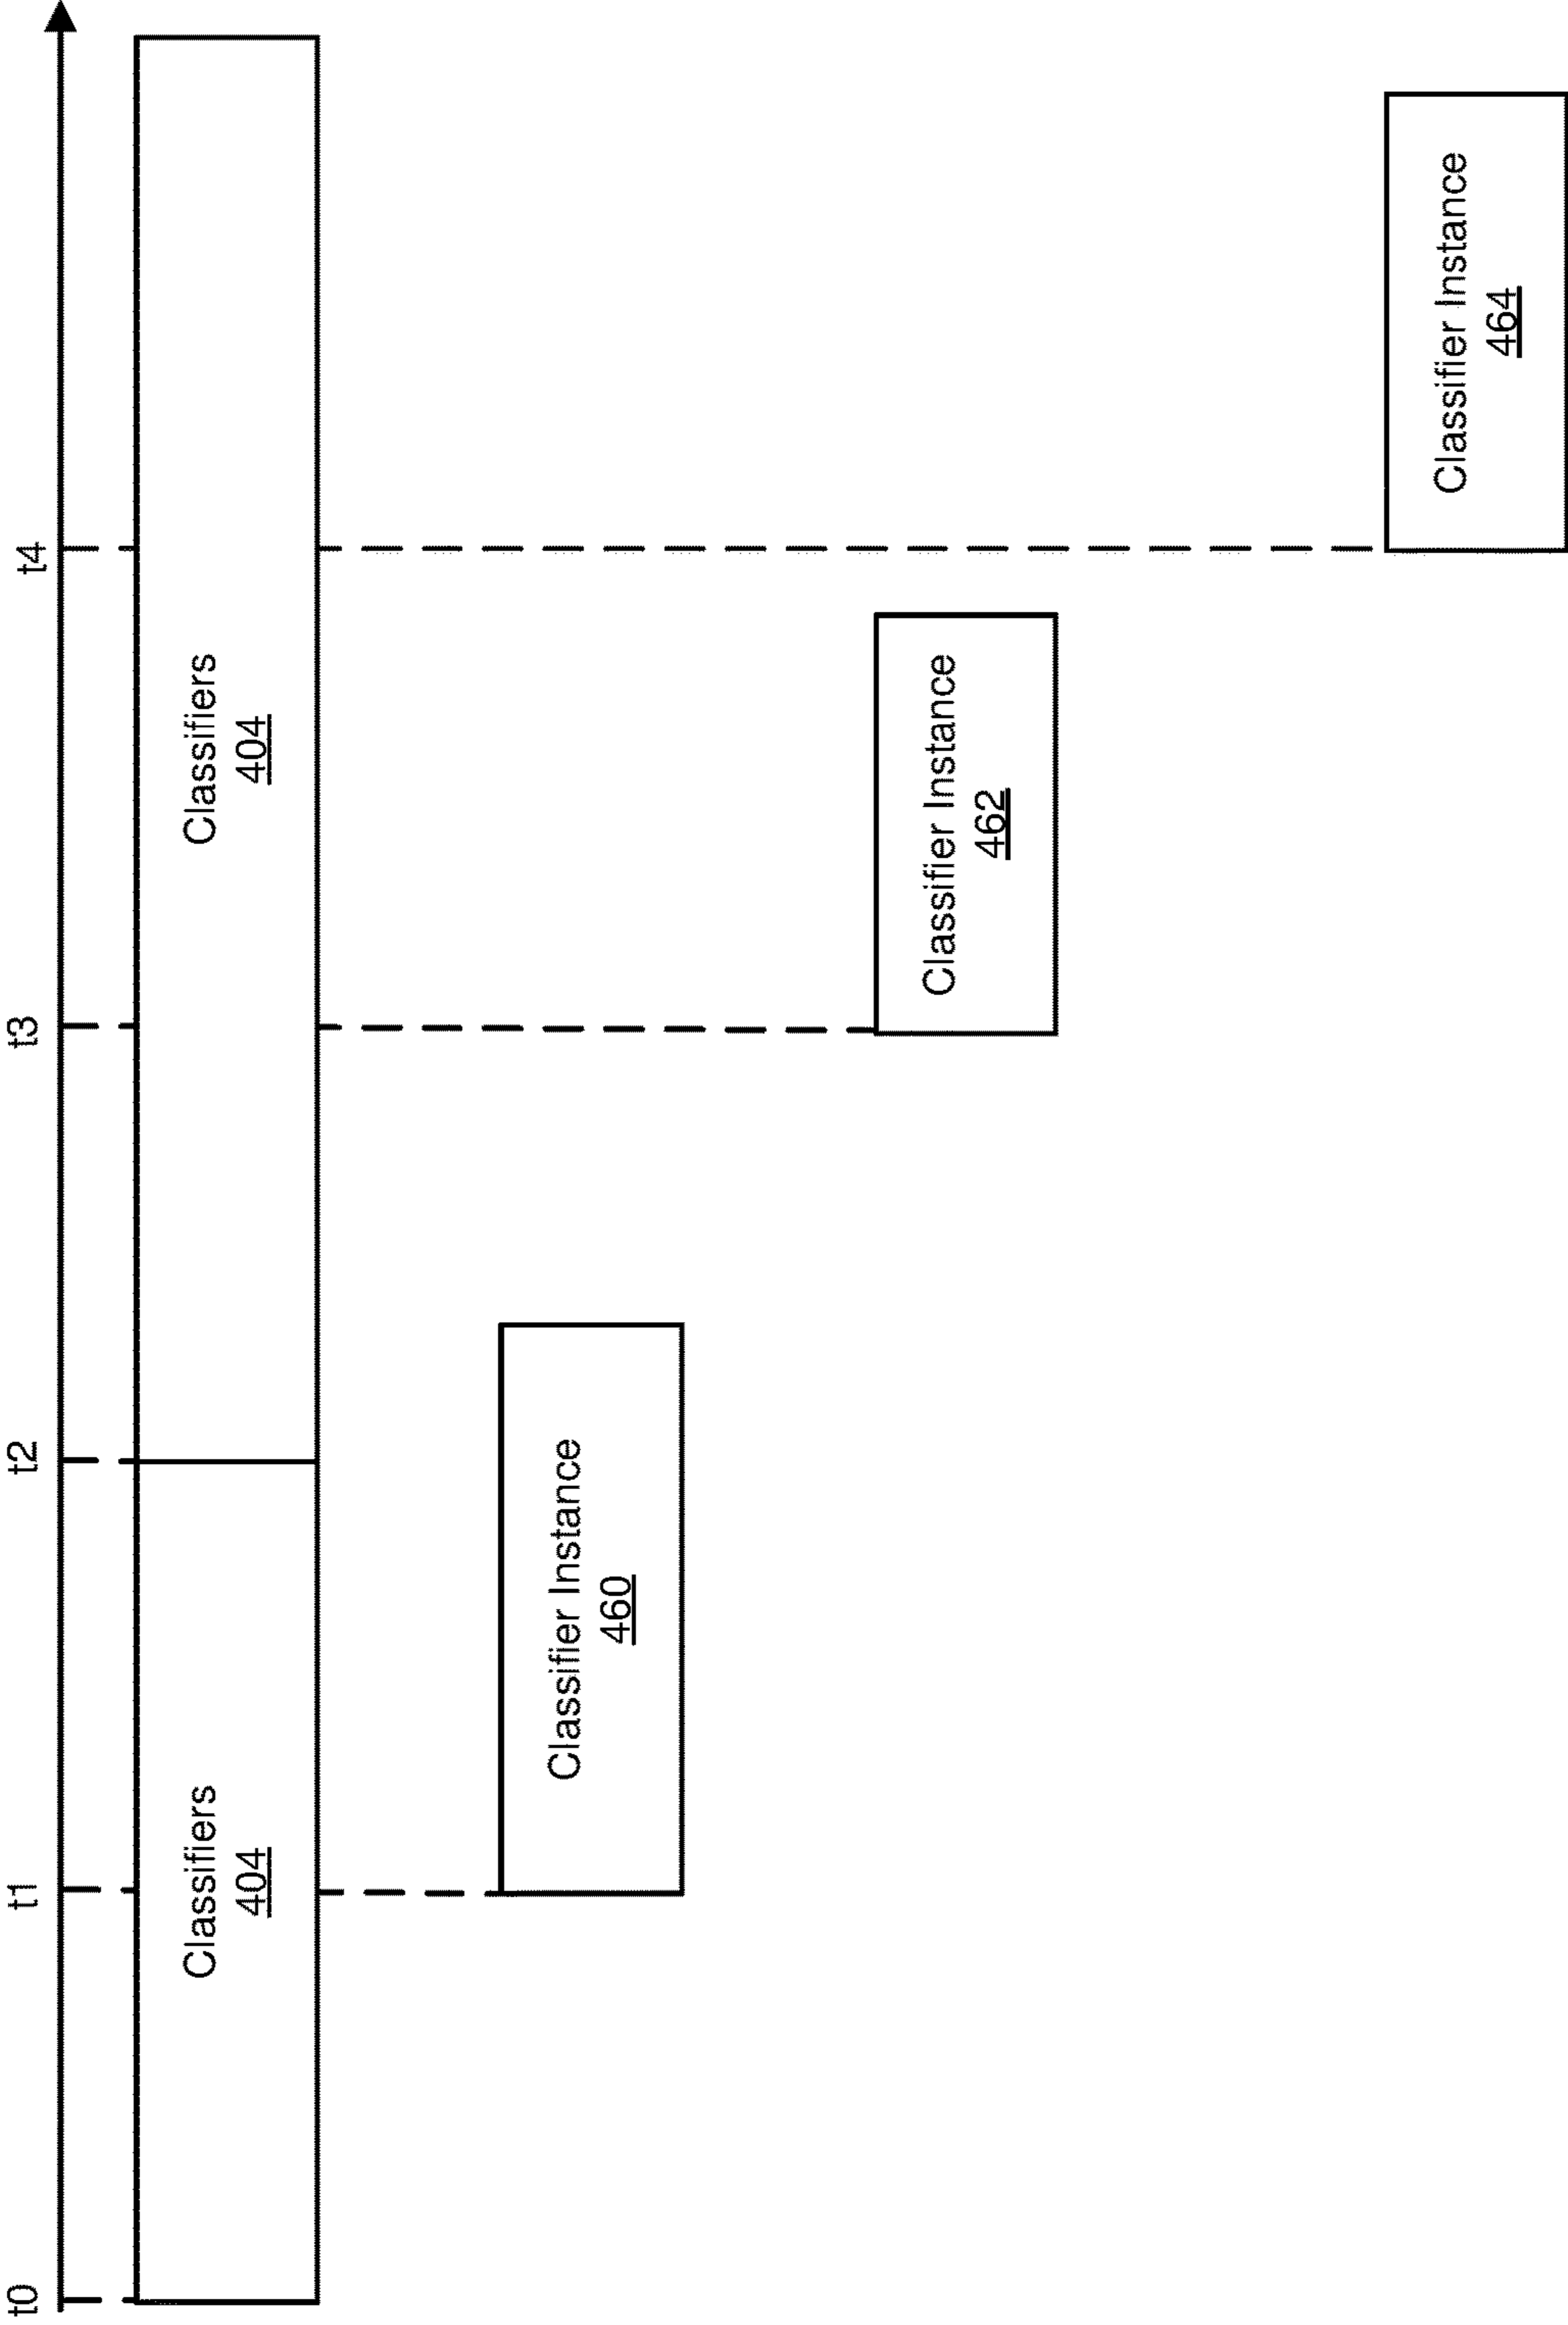 t0
t1
t2
t3
t4
Classifiers
404
Classifiers
404
Classifier Instance
460
Classifier Instance
462
Classifier Instance
464